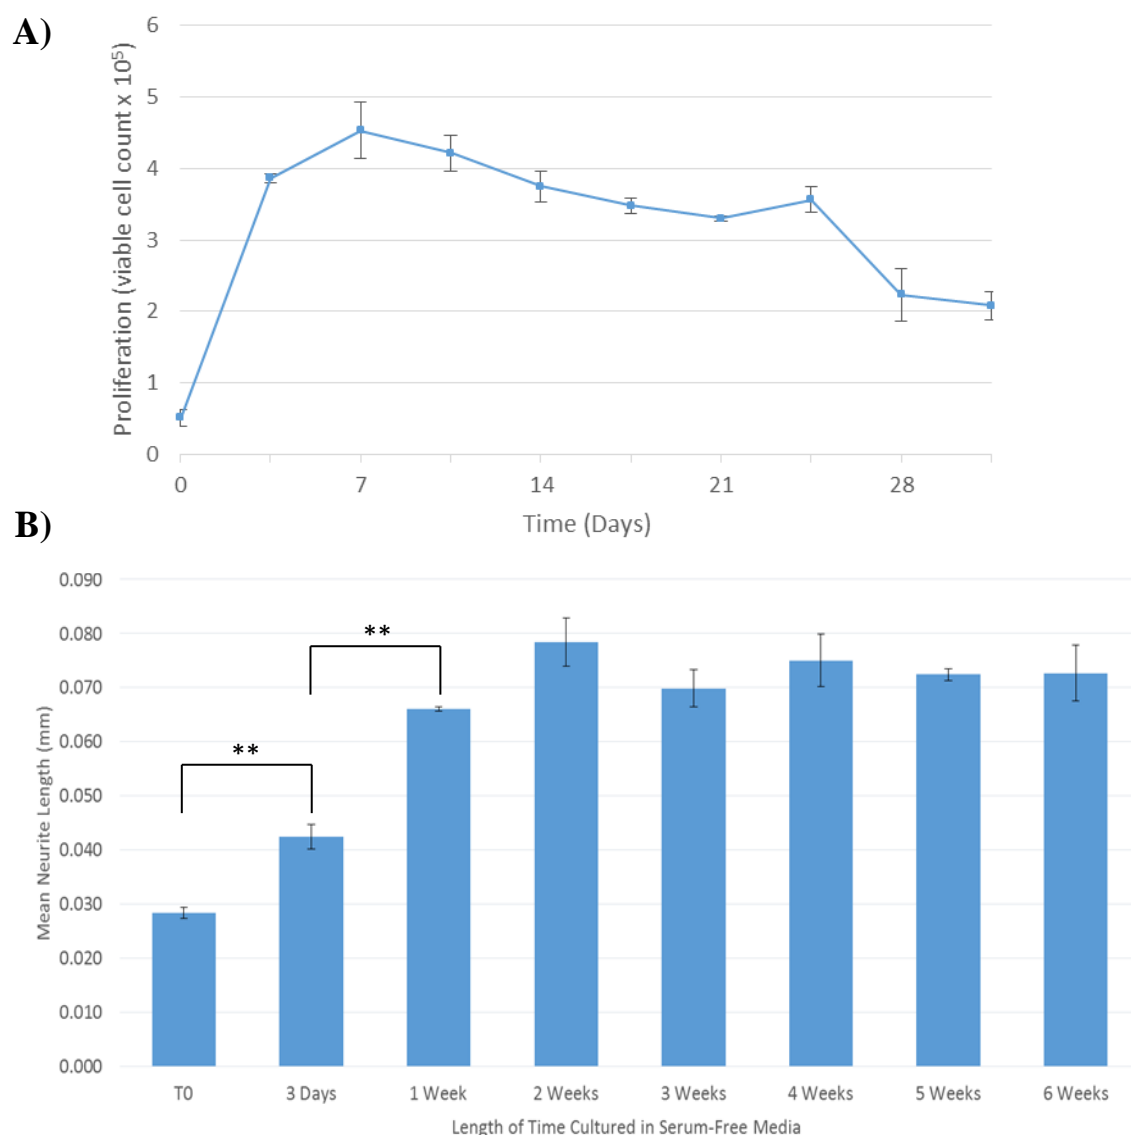 A)
Proliferation (viable cell count x 10⁵)
6
5
4
3
2
1
0
0 7 14 21 28
Time (Days)
B)
Mean Neurite Length (mm)
0.090
0.080
0.070
0.060
0.050
0.040
0.030
0.020
0.010
0.000
**
**
T0 3 Days 1 Week 2 Weeks 3 Weeks 4 Weeks 5 Weeks 6 Weeks
Length of Time Cultured in Serum-Free Media